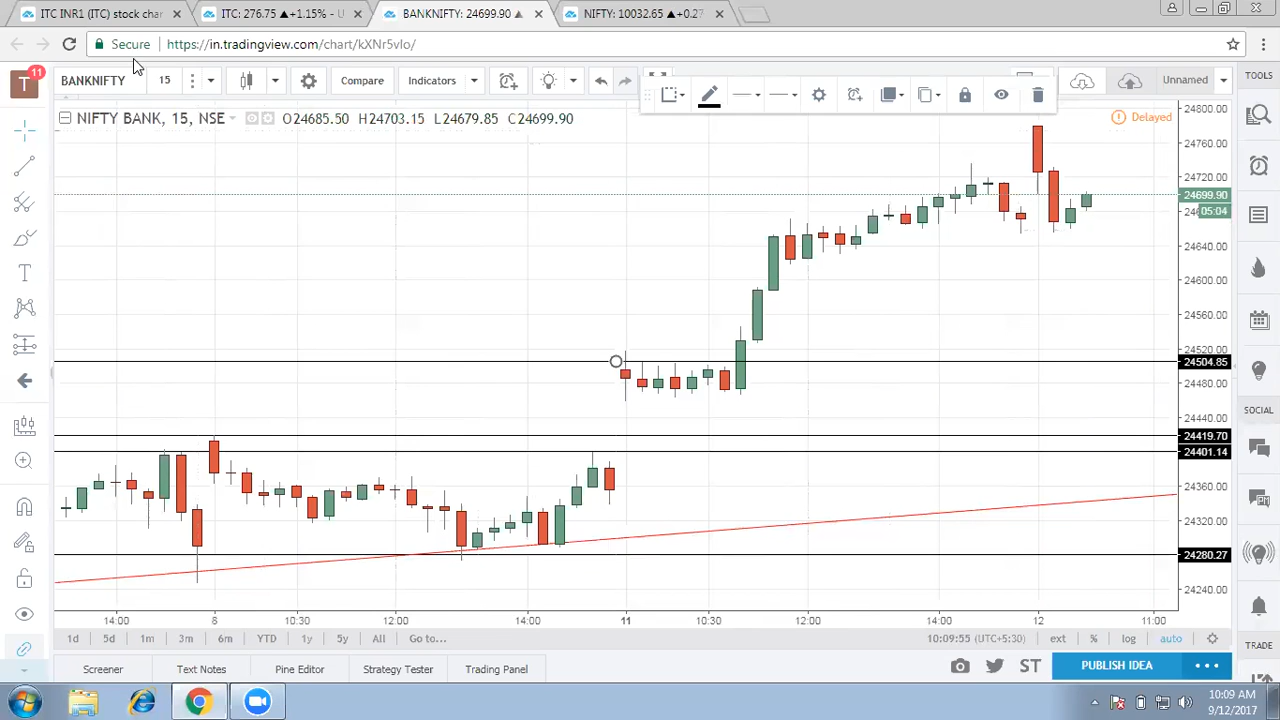 ITC INR1 (ITC) stock char
ITC: 276.75 ▲+1.15% - U
BANKNIFTY: 24699.90 ▲
NIFTY: 10032.65 ▲+0.27
Secure
https://in.tradingview.com/chart/kXNr5vIo/
T
11
BANKNIFTY
15
Compare
Indicators
Unnamed
TOOLS
NIFTY BANK, 15, NSE
O24685.50 H24703.15 L24679.85 C24699.90
Delayed
24800.00
24760.00
24720.00
24699.90
05:04
24640.00
24600.00
24560.00
24504.85
24480.00
24440.00
24419.70
24401.14
24360.00
24320.00
24280.27
24240.00
SOCIAL
TRADE
14:00
8
10:30
12:00
14:00
11
10:30
12:00
14:00
12
11:00
1d
5d
1m
3m
6m
YTD
1y
5y
All
Go to...
10:09:55 (UTC+5:30)
ext
%
log
auto
Screener
Text Notes
Pine Editor
Strategy Tester
Trading Panel
ST
PUBLISH IDEA
10:09 AM
9/12/2017